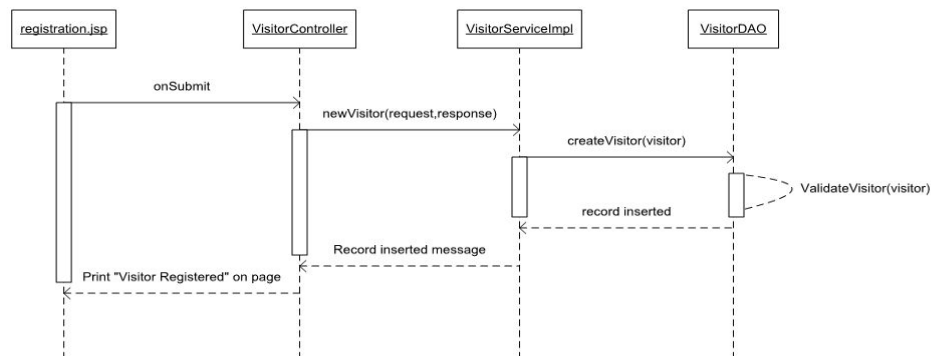 registration.jsp
VisitorController
VisitorServiceImpl
VisitorDAO
onSubmit
newVisitor(request,response)
createVisitor(visitor)
ValidateVisitor(visitor)
record inserted
Record inserted message
Print "Visitor Registered" on page